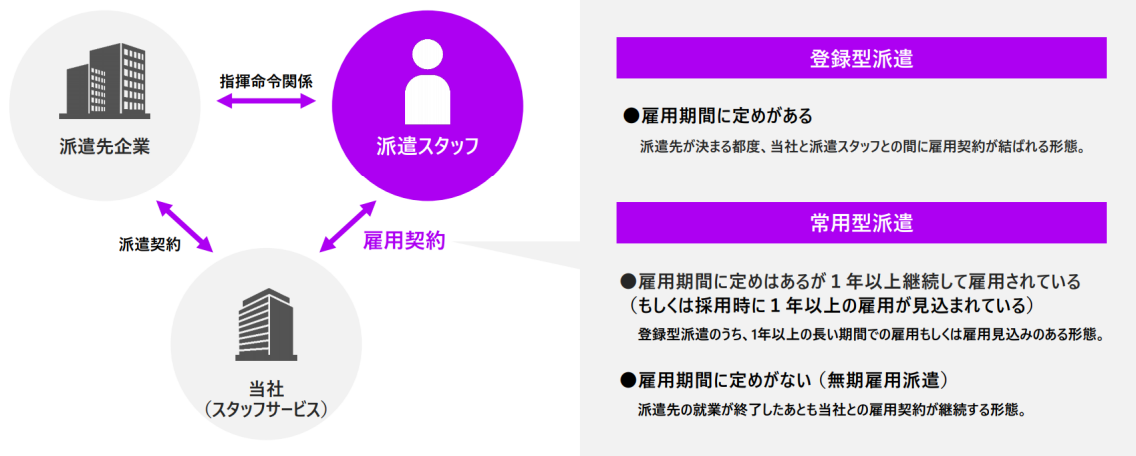 指揮命令関係
派遣先企業
派遣スタッフ
派遣契約
雇用契約
当社
（スタッフサービス）
登録型派遣
●雇用期間に定めがある
派遣先が決まる都度、当社と派遣スタッフとの間に雇用契約が結ばれる形態。
常用型派遣
●雇用期間に定めはあるが１年以上継続して雇用されている
（もしくは採用時に１年以上の雇用が見込まれている）
登録型派遣のうち、1年以上の長い期間での雇用もしくは雇用見込みのある形態。
●雇用期間に定めがない（無期雇用派遣）
派遣先の就業が終了したあとも当社との雇用契約が継続する形態。